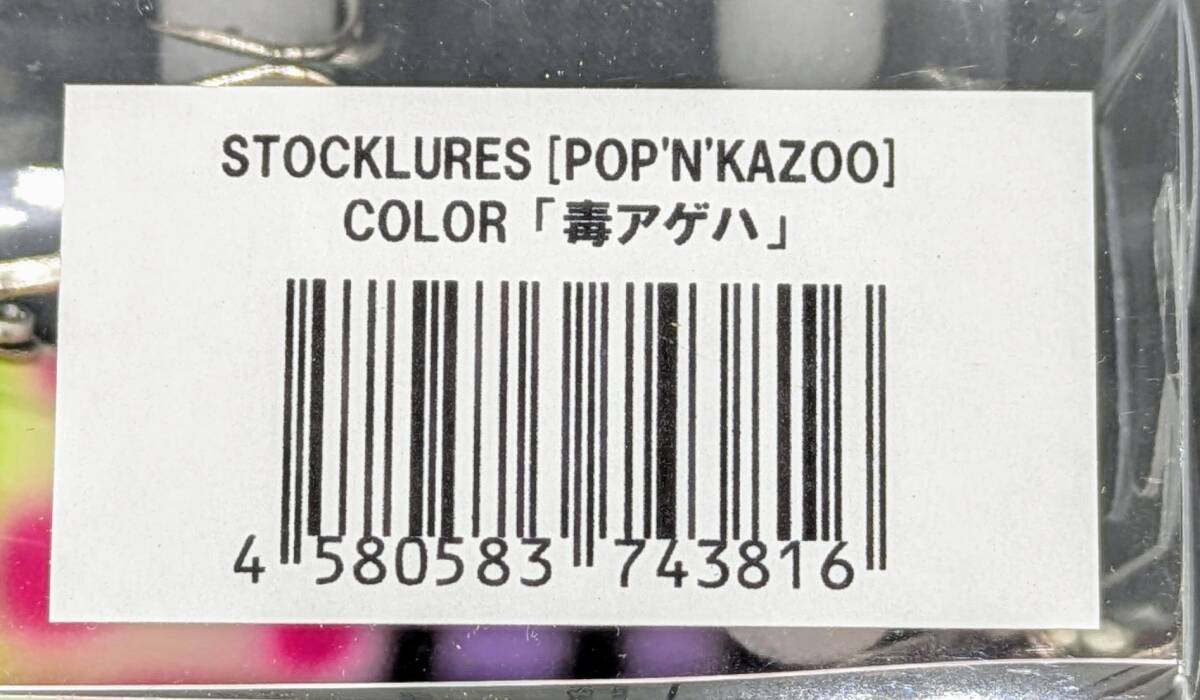 STOCKLURES [POP'N'KAZOO]
COLOR「毒アゲハ」
4 580583 743816